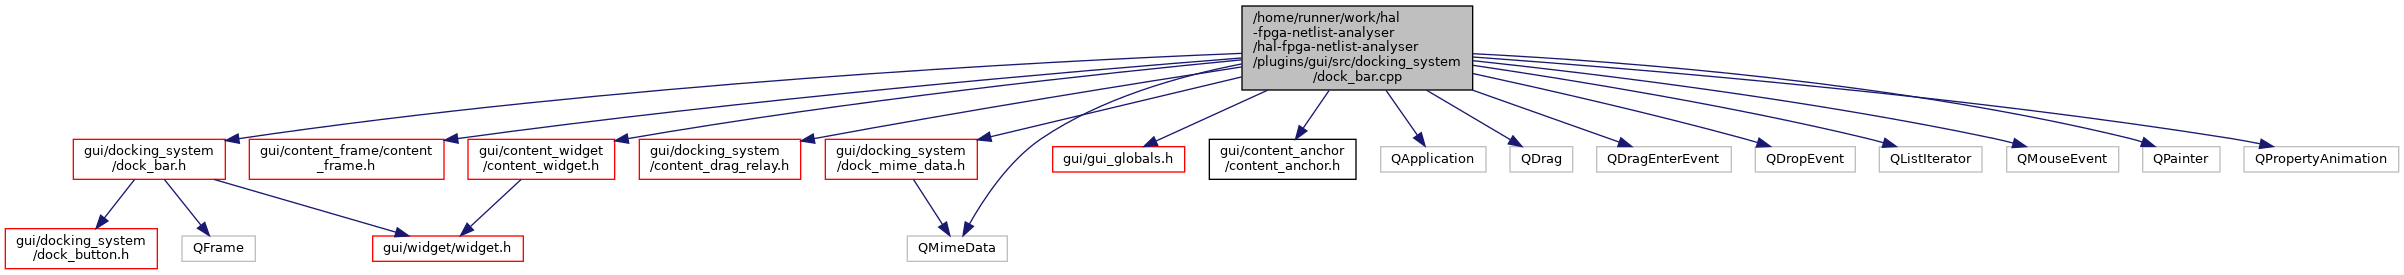 /home/runner/work/hal
-fpga-netlist-analyser
/hal-fpga-netlist-analyser
/plugins/gui/src/docking_system
/dock_bar.cpp
gui/docking_system
/dock_bar.h
gui/content_frame/content
_frame.h
gui/content_widget
/content_widget.h
gui/docking_system
/content_drag_relay.h
gui/docking_system
/dock_mime_data.h
gui/gui_globals.h
gui/content_anchor
/content_anchor.h
QApplication
QDrag
QDragEnterEvent
QDropEvent
QListIterator
QMouseEvent
QPainter
QPropertyAnimation
gui/docking_system
/dock_button.h
QFrame
gui/widget/widget.h
QMimeData